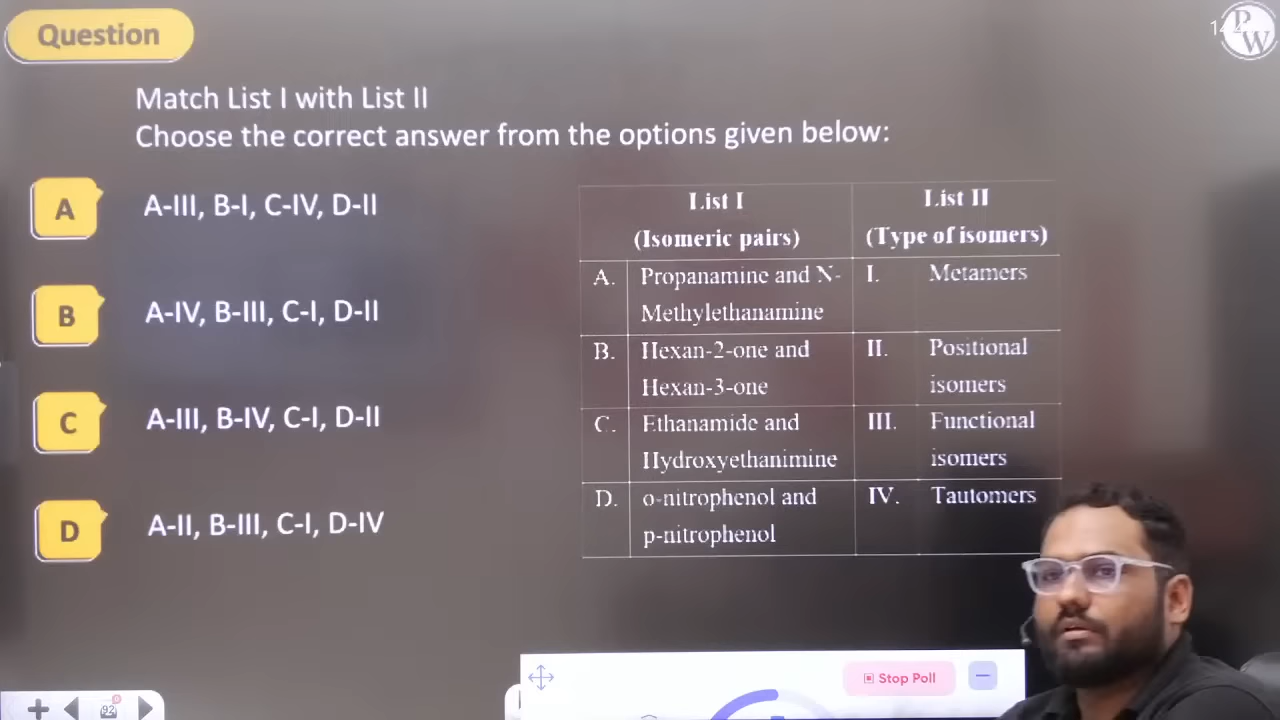 Question
PW
Match List I with List II
Choose the correct answer from the options given below:
A A-III, B-I, C-IV, D-II
B A-IV, B-III, C-I, D-II
C A-III, B-IV, C-I, D-II
D A-II, B-III, C-I, D-IV
List I List II
(Isomeric pairs) (Type of isomers)
A. Propanamine and N- I. Metamers
Methylethanamine
B. Hexan-2-one and II. Positional
Hexan-3-one isomers
C. Ethanamide and III. Functional
Hydroxyethanimine isomers
D. o-nitrophenol and IV. Tautomers
p-nitrophenol
Stop Poll
92